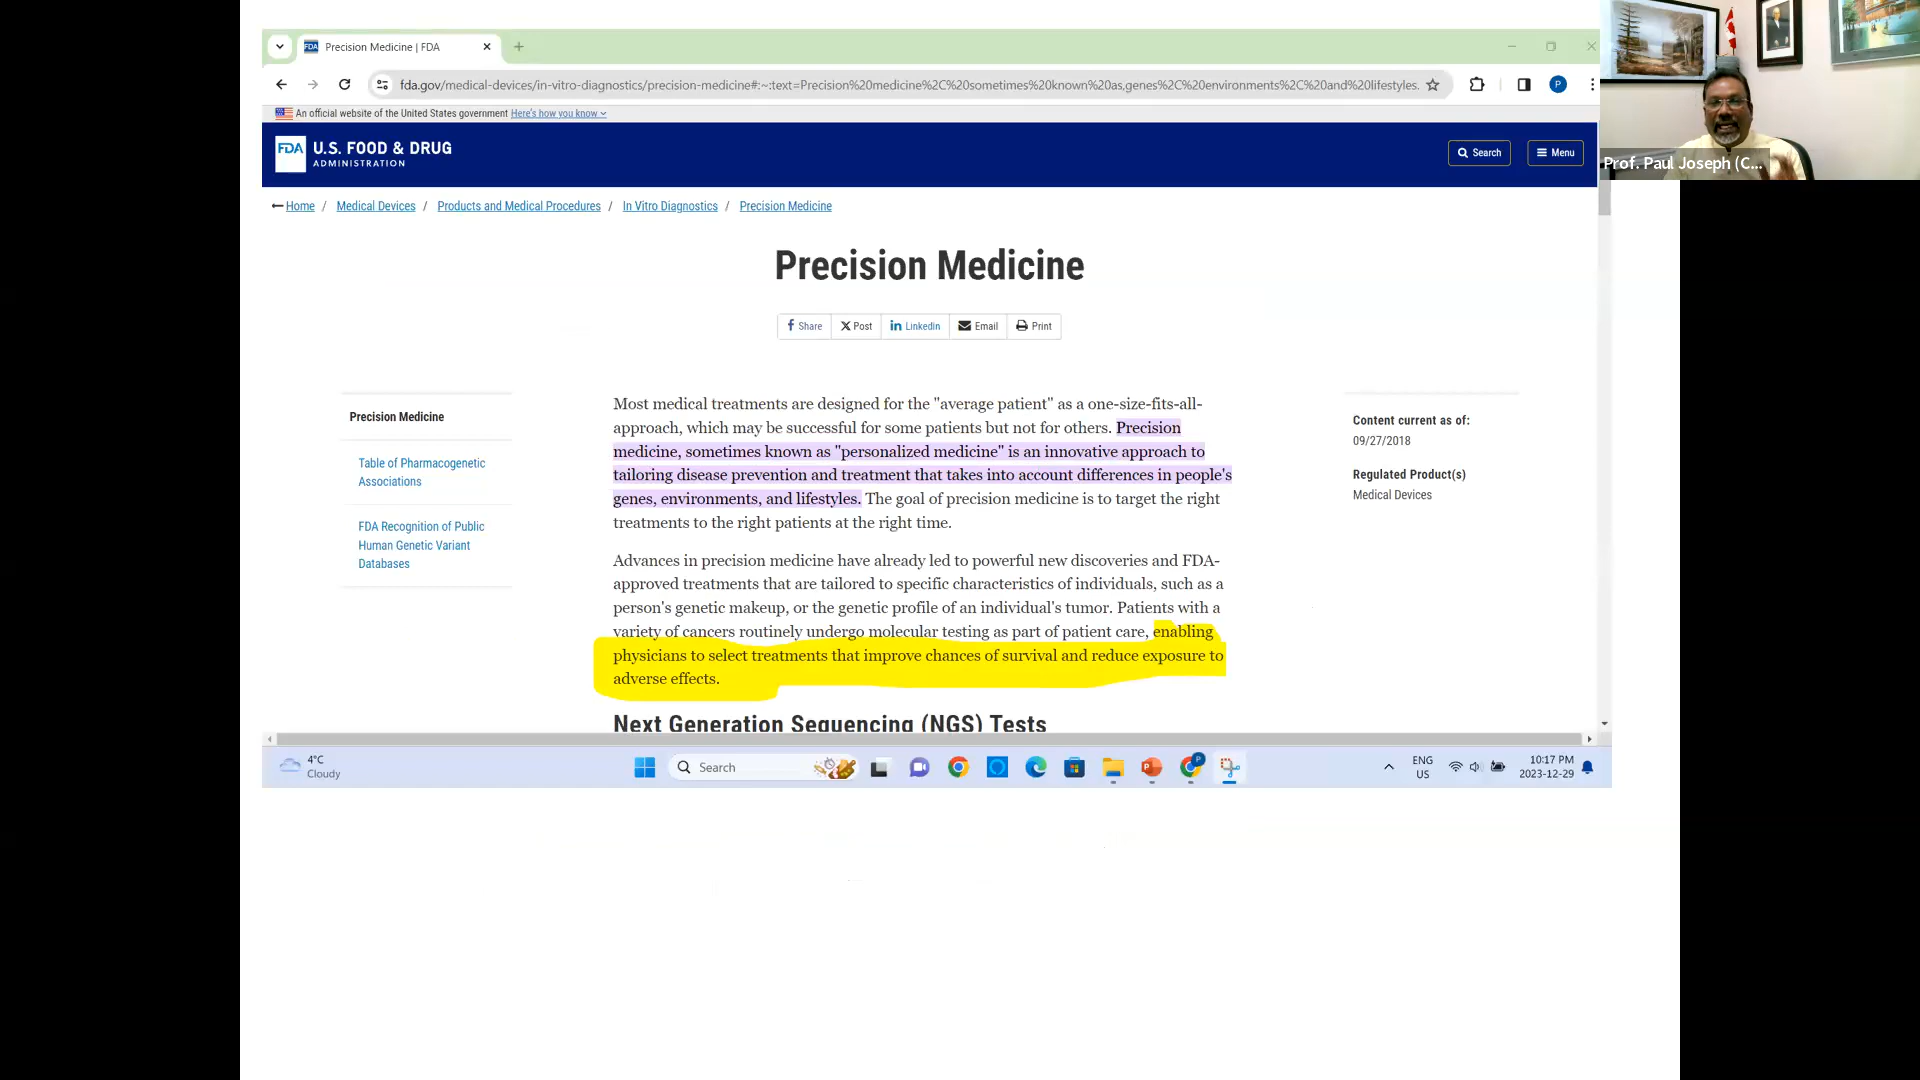 Precision Medicine | FDA
fda.gov/medical-devices/in-vitro-diagnostics/precision-medicine#:~:text=Precision%20medicine%2C%20sometimes%20known%20as,genes%2C%20environments%2C%20and%20lifestyles.
P
An official website of the United States government Here's how you know
FDA U.S. FOOD & DRUG
ADMINISTRATION
Search
Menu
Prof. Paul Joseph (C...
Home / Medical Devices / Products and Medical Procedures / In Vitro Diagnostics / Precision Medicine
Precision Medicine
Share
Post
Linkedin
Email
Print
Precision Medicine
Table of Pharmacogenetic
Associations
FDA Recognition of Public
Human Genetic Variant
Databases
Most medical treatments are designed for the "average patient" as a one-size-fits-all-
approach, which may be successful for some patients but not for others. Precision
medicine, sometimes known as "personalized medicine" is an innovative approach to
tailoring disease prevention and treatment that takes into account differences in people's
genes, environments, and lifestyles. The goal of precision medicine is to target the right
treatments to the right patients at the right time.
Advances in precision medicine have already led to powerful new discoveries and FDA-
approved treatments that are tailored to specific characteristics of individuals, such as a
person's genetic makeup, or the genetic profile of an individual's tumor. Patients with a
variety of cancers routinely undergo molecular testing as part of patient care, enabling
physicians to select treatments that improve chances of survival and reduce exposure to
adverse effects.
Next Generation Sequencing (NGS) Tests
Content current as of:
09/27/2018
Regulated Product(s)
Medical Devices
4°C
Cloudy
Search
ENG
US
10:17 PM
2023-12-29